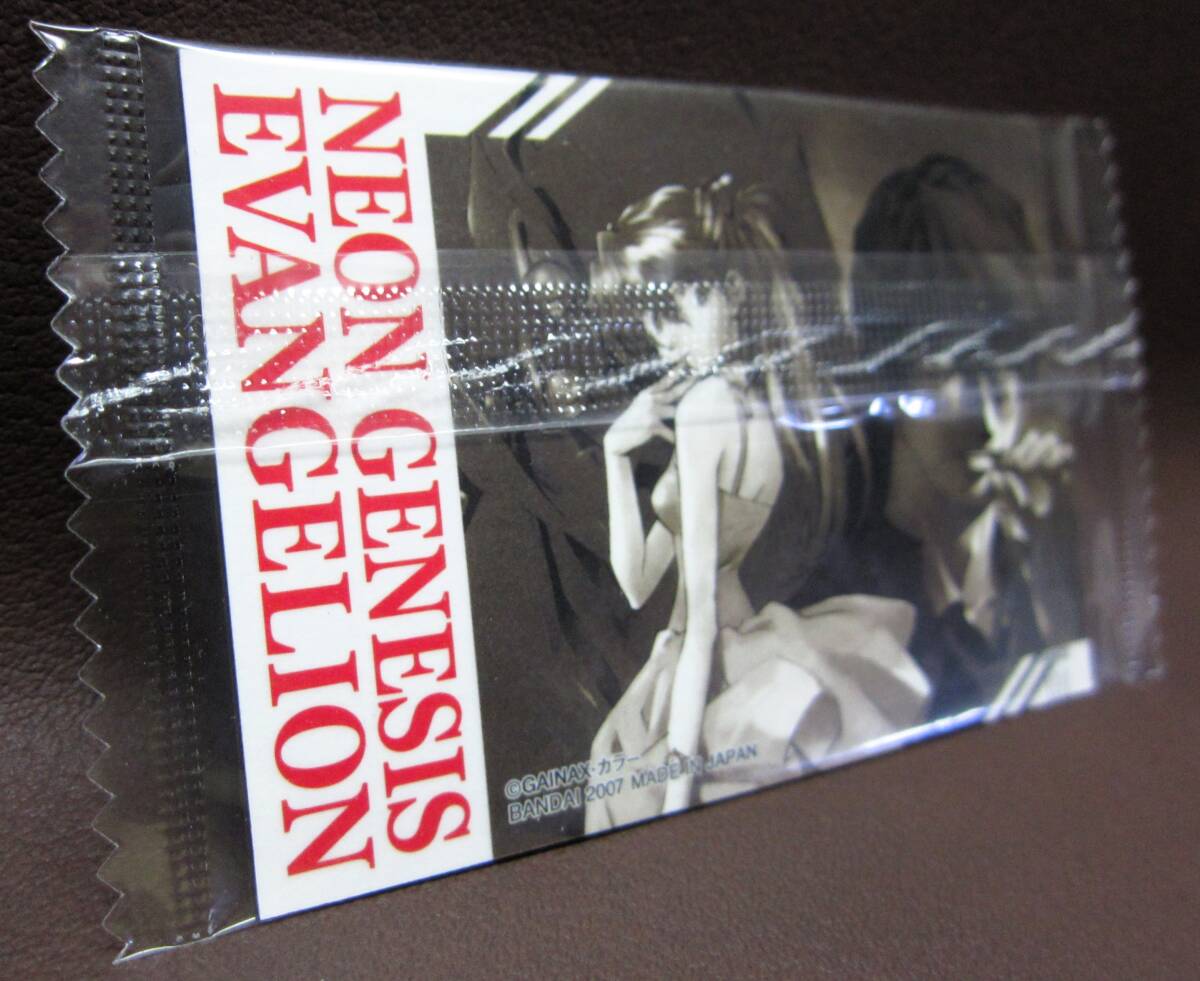 NEON GENESIS
EVANGELION
©GAINAX・カラー
BANDAI 2007 MADE IN JAPAN